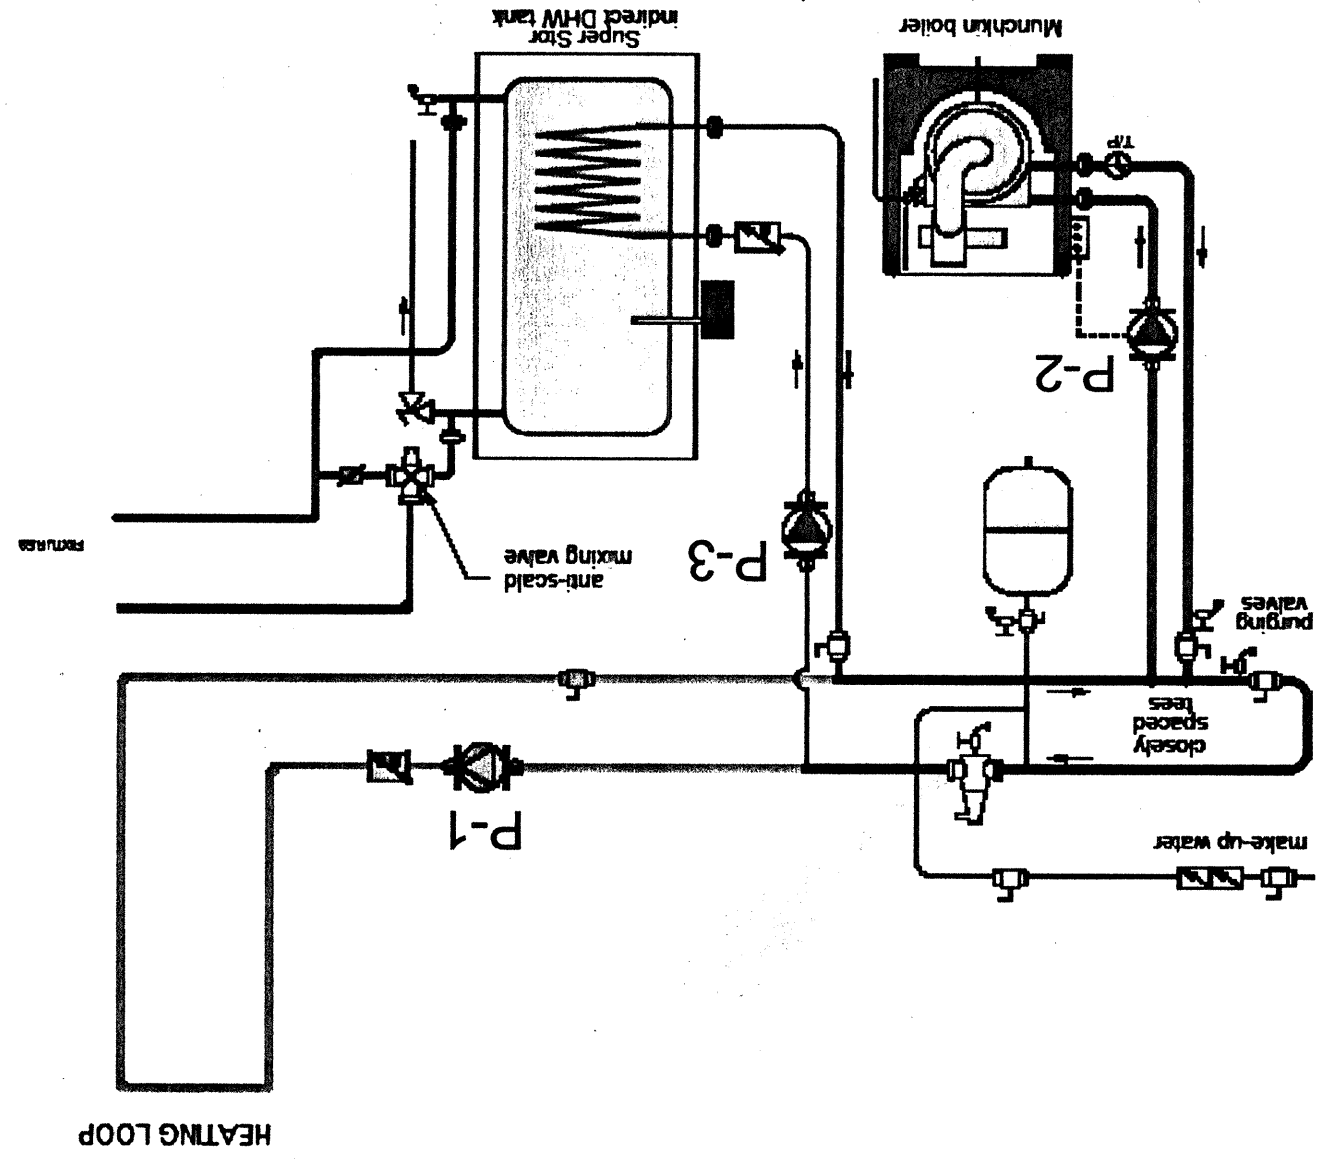 HEATING LOOP
make-up water
P-1
closely
spaced
tees
purging
valves
anti-scald
mixing valve
P-3
FIXTURES
P-2
T/P
Munchkin boiler
Super Stor
indirect DHW tank